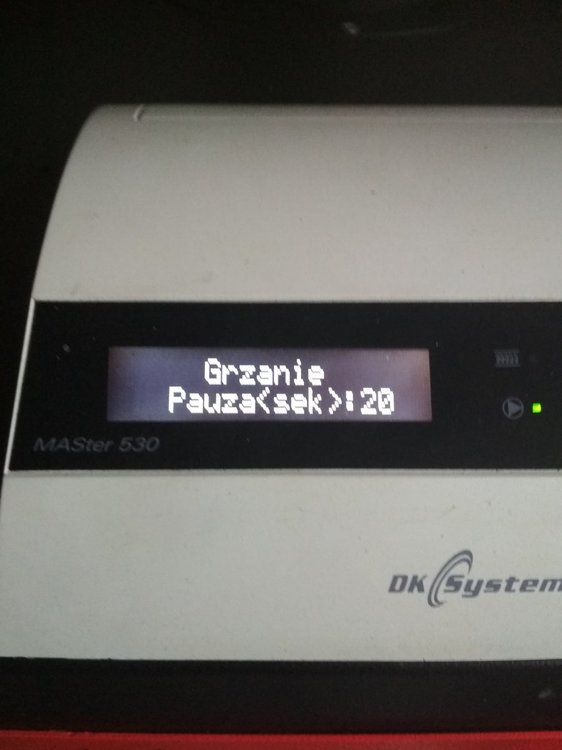 Grzanie
Pauza<sek>:20
MASter 530
DK System